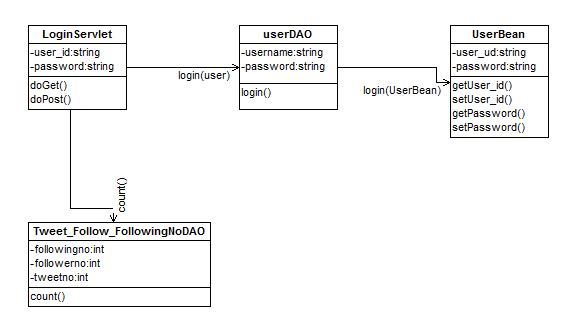 LoginServlet
-user_id:string
-password:string
doGet()
doPost()
login(user)
userDAO
-username:string
-password:string
login()
login(UserBean)
UserBean
-user_ud:string
-password:string
getUser_id()
setUser_id()
getPassword()
setPassword()
count()
Tweet_Follow_FollowingNoDAO
-followingno:int
-followerno:int
-tweetno:int
count()